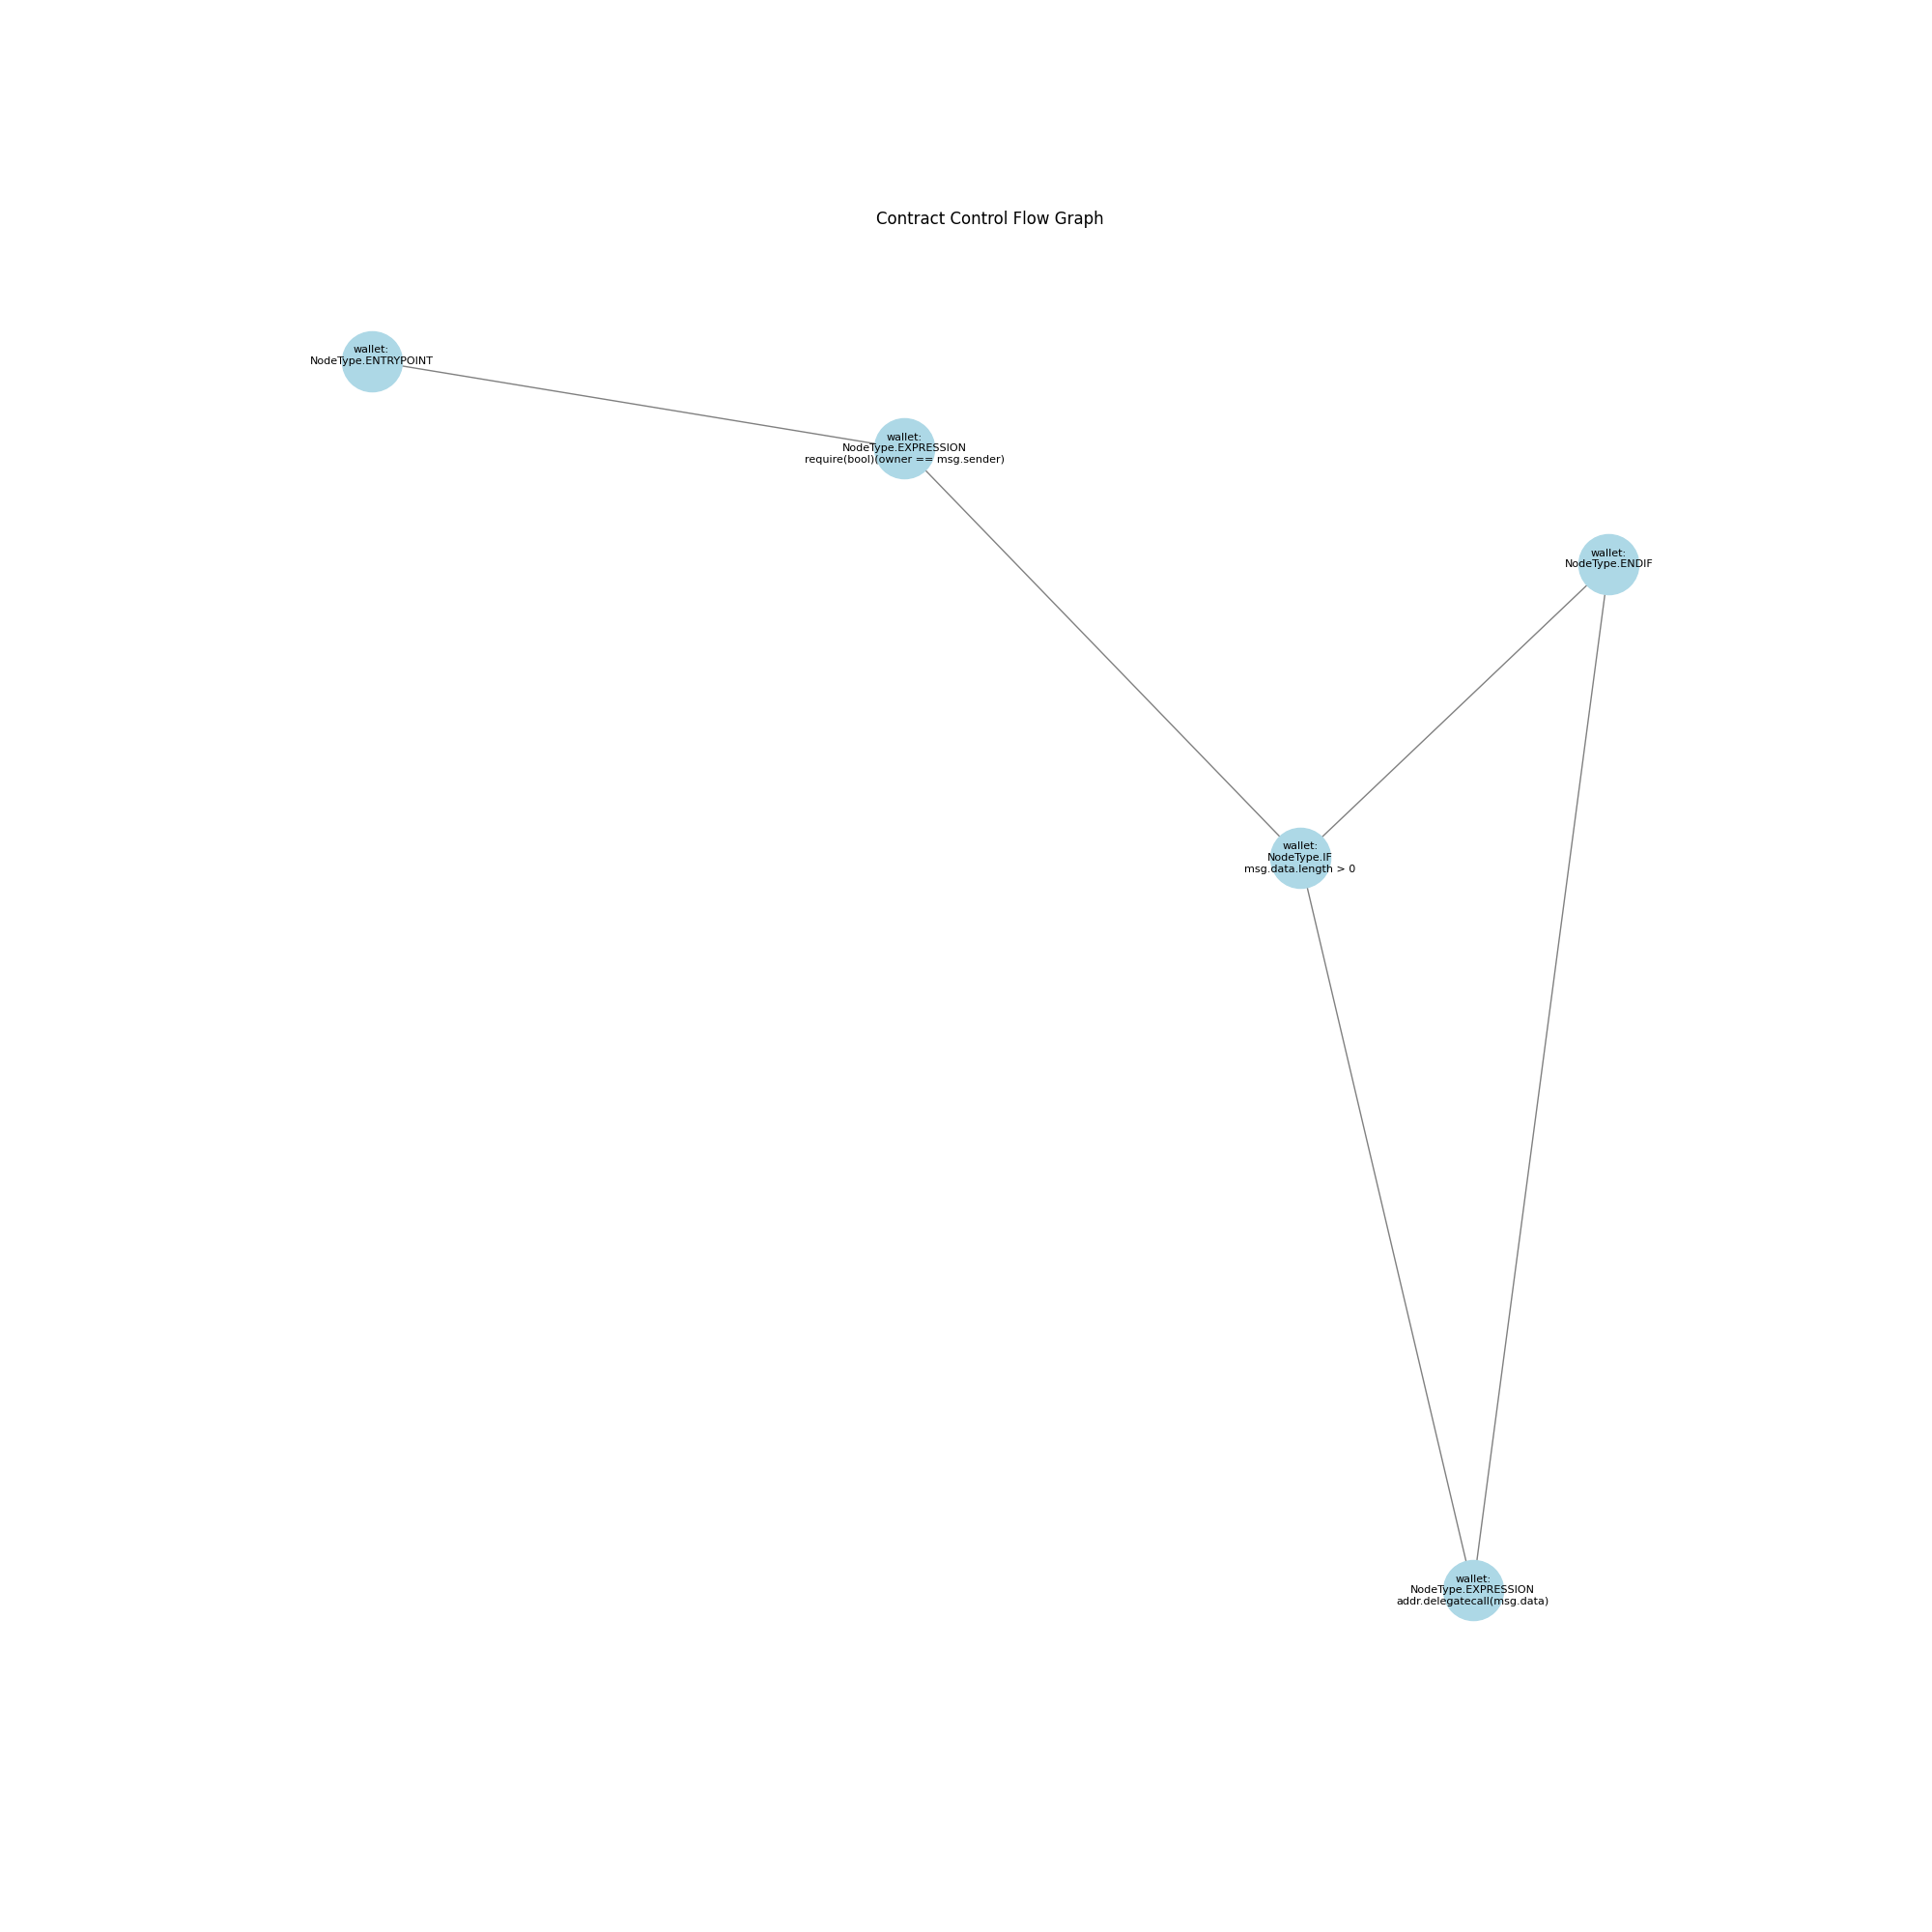 Contract Control Flow Graph
wallet:
NodeType.ENTRYPOINT
wallet:
NodeType.EXPRESSION
require(bool)(owner == msg.sender)
wallet:
NodeType.ENDIF
wallet:
NodeType.IF
msg.data.length > 0
wallet:
NodeType.EXPRESSION
addr.delegatecall(msg.data)